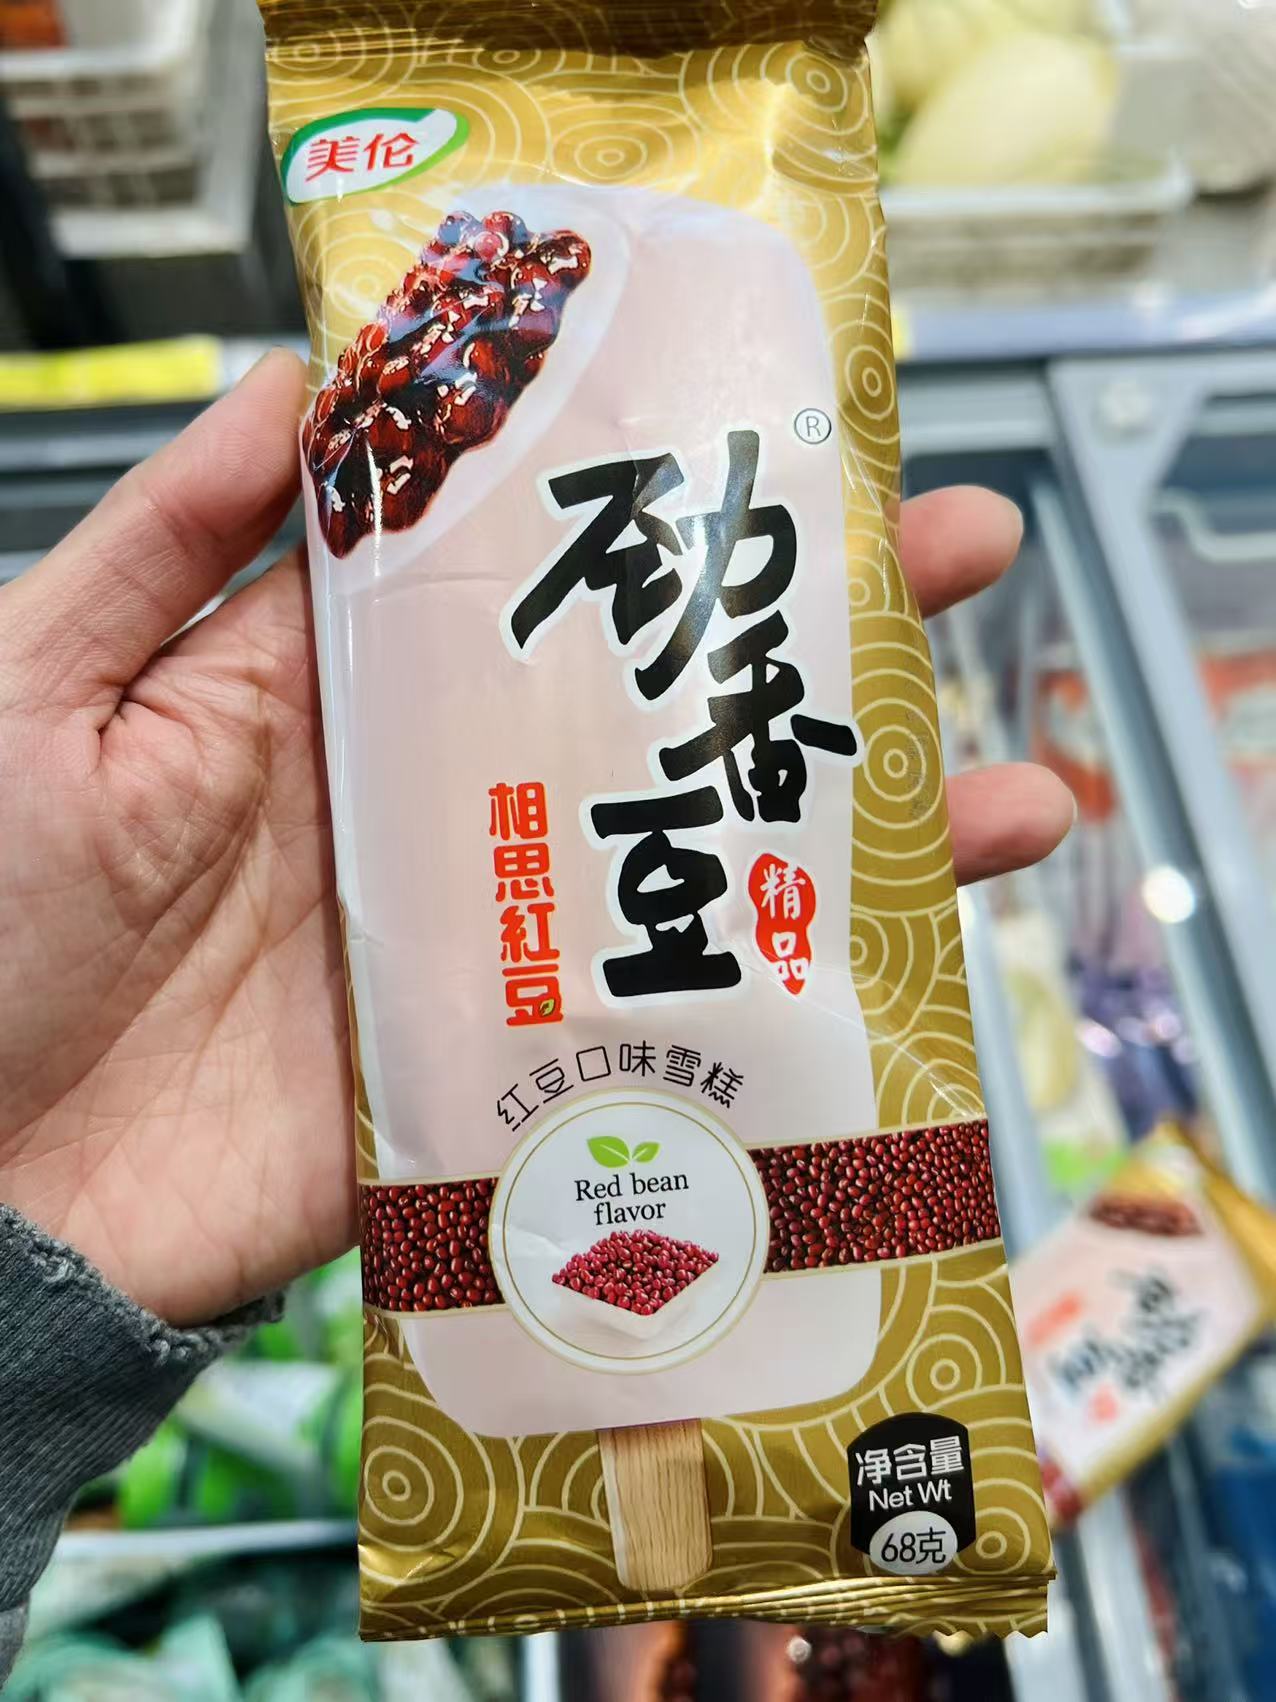 美伦
®
劲香豆
精品
相思紅豆
红豆口味雪糕
Red bean
flavor
净含量
Net Wt
68克